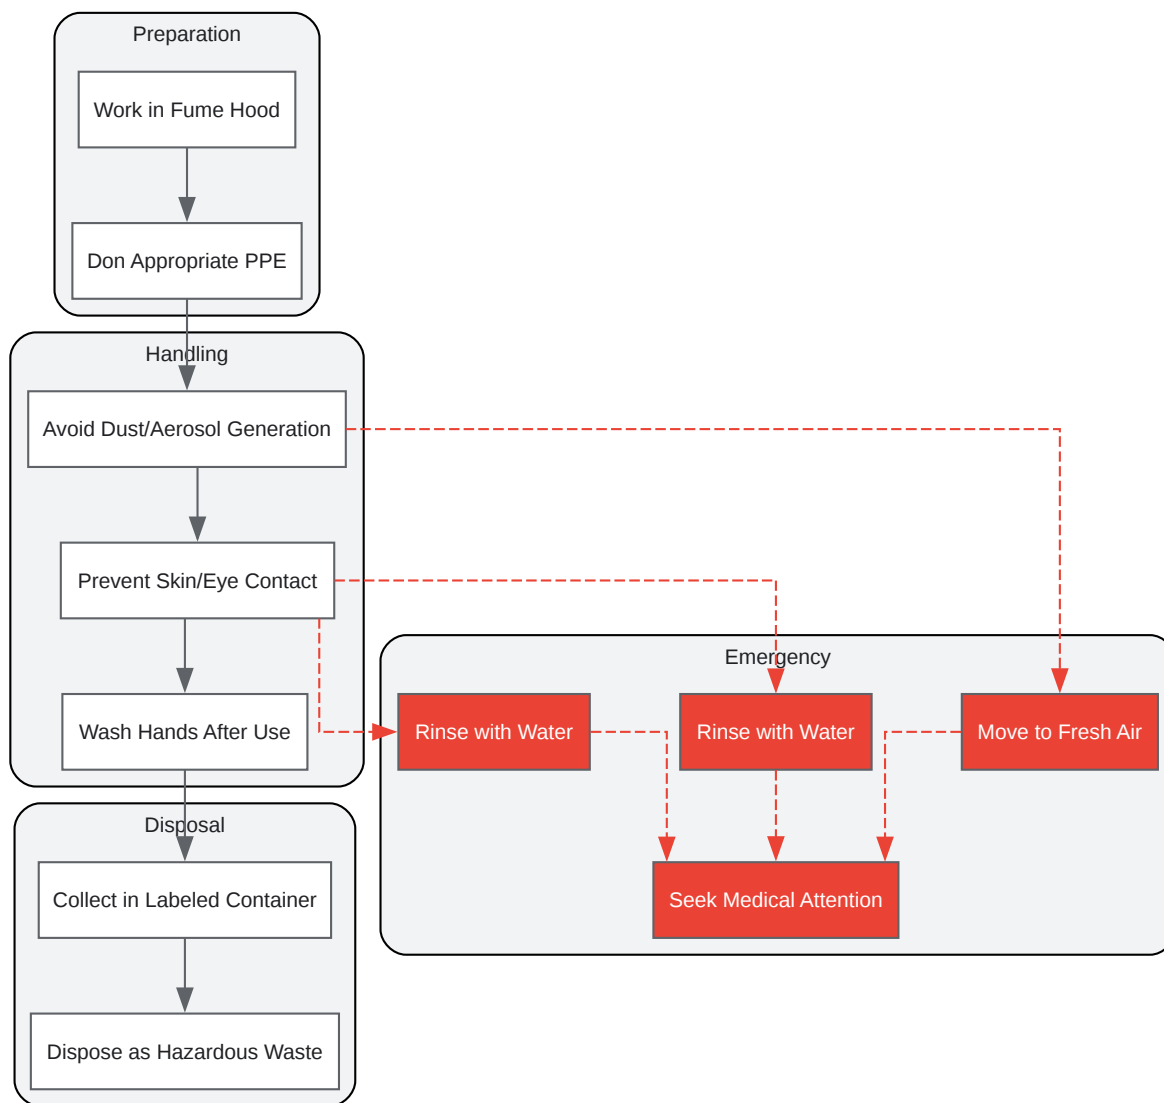 Preparation
Work in Fume Hood
Don Appropriate PPE
Handling
Avoid Dust/Aerosol Generation
Prevent Skin/Eye Contact
Wash Hands After Use
Emergency
Rinse with Water
Rinse with Water
Move to Fresh Air
Seek Medical Attention
Disposal
Collect in Labeled Container
Dispose as Hazardous Waste